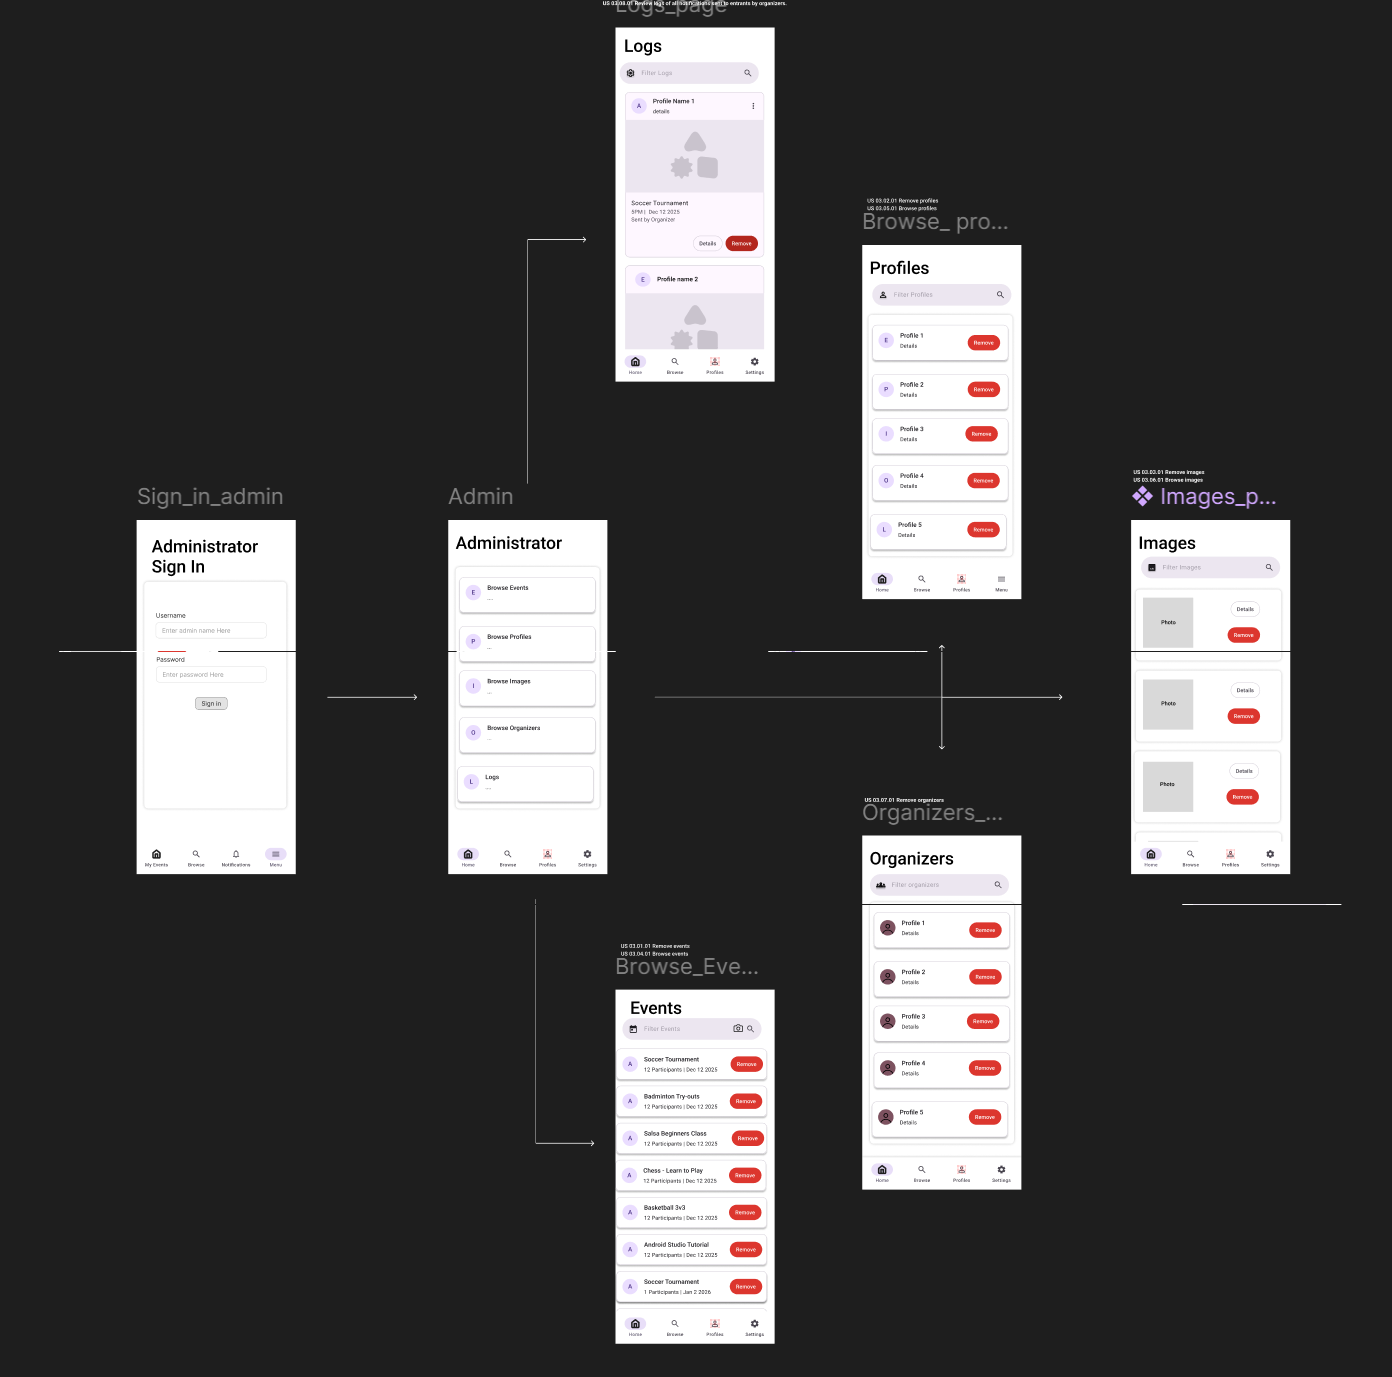 US 03.08.01 Review logs of all notifications sent to entrants by organizers.
Logs_page
Logs
Filter Logs
A
Profile Name 1
details
Soccer Tournament
5PM | Dec 12 2025
Sent by Organizer
Details
Remove
E
Profile name 2
Home
Browse
Profiles
Settings
US 03.02.01 Remove profiles
US 03.05.01 Browse profiles
Browse_ pro...
Profiles
Filter Profiles
E
Profile 1
Details
Remove
P
Profile 2
Details
Remove
I
Profile 3
Details
Remove
O
Profile 4
Details
Remove
L
Profile 5
Details
Remove
Home
Browse
Profiles
Menu
Sign_in_admin
Administrator
Sign In
Username
Enter admin name Here
Password
Enter password Here
Sign in
My Events
Browse
Notifications
Menu
Admin
Administrator
E
Browse Events
....
P
Browse Profiles
...
I
Browse Images
...
O
Browse Organizers
...
L
Logs
....
Home
Browse
Profiles
Settings
US 03.03.01 Remove images
US 03.06.01 Browse images
Images_p...
Images
Filter Images
Photo
Details
Remove
Photo
Details
Remove
Photo
Details
Remove
Home
Browse
Profiles
Settings
US 03.07.01 Remove organizers
Organizers_...
Organizers
Filter organizers
Profile 1
Details
Remove
Profile 2
Details
Remove
Profile 3
Details
Remove
Profile 4
Details
Remove
Profile 5
Details
Remove
Home
Browse
Profiles
Settings
US 03.01.01 Remove events
US 03.04.01 Browse events
Browse_Eve...
Events
Filter Events
A
Soccer Tournament
12 Participants | Dec 12 2025
Remove
A
Badminton Try-outs
12 Participants | Dec 12 2025
Remove
A
Salsa Beginners Class
12 Participants | Dec 12 2025
Remove
A
Chess - Learn to Play
12 Participants | Dec 12 2025
Remove
A
Basketball 3v3
12 Participants | Dec 12 2025
Remove
A
Android Studio Tutorial
12 Participants | Dec 12 2025
Remove
A
Soccer Tournament
1 Participants | Jan 2 2026
Remove
Home
Browse
Profiles
Settings